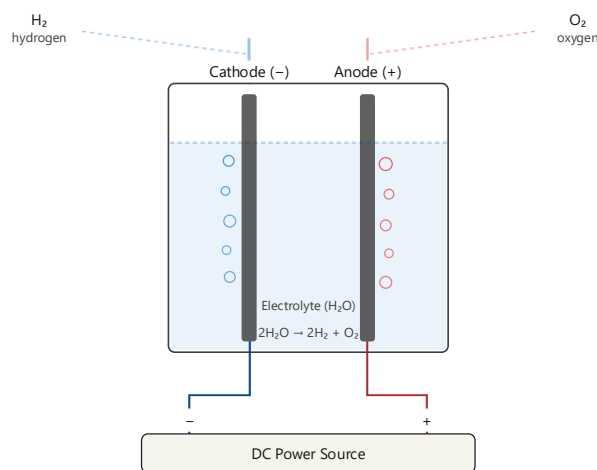 H₂
hydrogen
O₂
oxygen
Cathode (−)
Anode (+)
Electrolyte (H₂O)
2H₂O → 2H₂ + O₂
−
+
DC Power Source